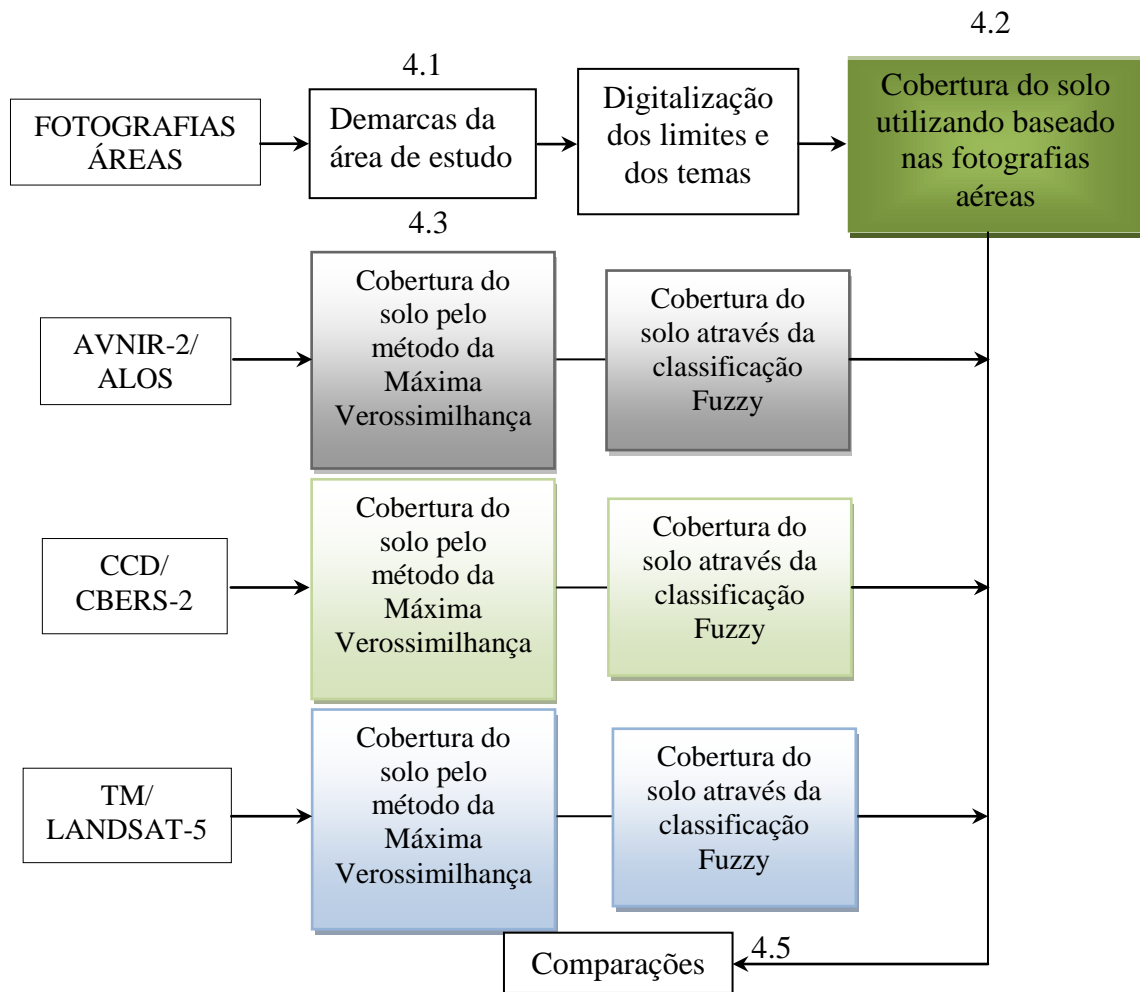 4.2
4.1
FOTOGRAFIAS
ÁREAS
Demarcas da
área de estudo
Digitalização
dos limites e
dos temas
Cobertura do solo
utilizando baseado
nas fotografias
aéreas
4.3
AVNIR-2/
ALOS
Cobertura do
solo pelo
método da
Máxima
Verossimilhança
Cobertura do
solo através da
classificação
Fuzzy
CCD/
CBERS-2
Cobertura do
solo pelo
método da
Máxima
Verossimilhança
Cobertura do
solo através da
classificação
Fuzzy
TM/
LANDSAT-5
Cobertura do
solo pelo
método da
Máxima
Verossimilhança
Cobertura do
solo através da
classificação
Fuzzy
Comparações
4.5